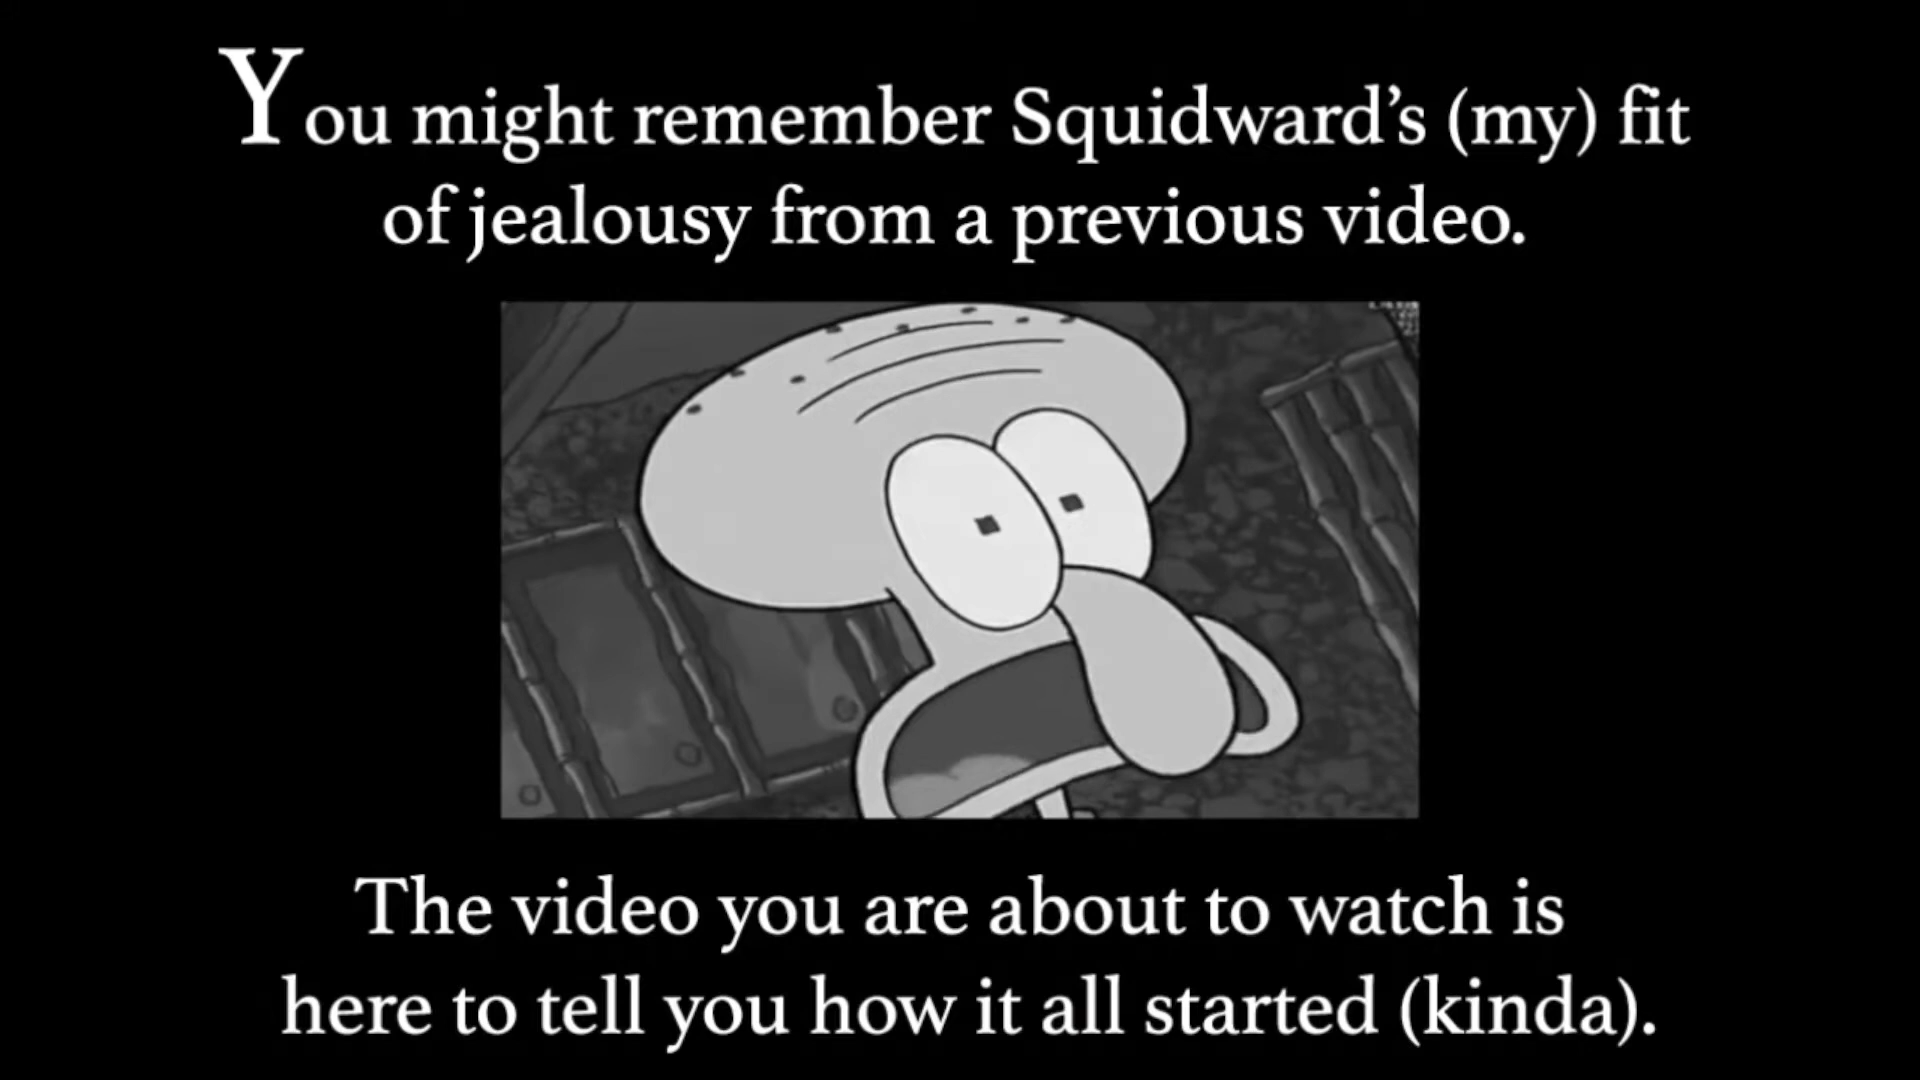 You might remember Squidward’s (my) fit
of jealousy from a previous video.
The video you are about to watch is
here to tell you how it all started (kinda).